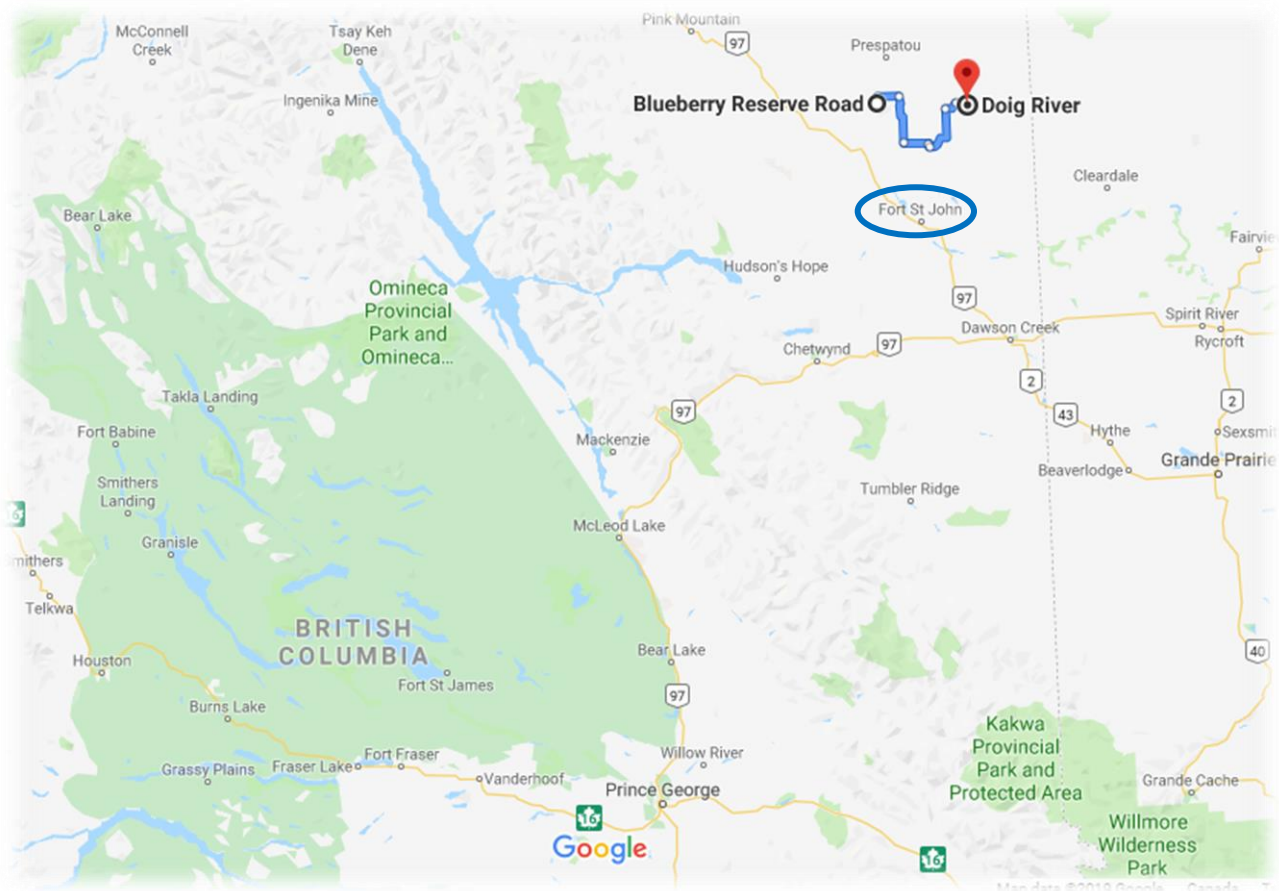 Pink Mountain
97
McConnell
Creek
Tsay Keh
Dene
Prespatou
Ingenika Mine
Blueberry Reserve Road
Doig River
Cleardale
Bear Lake
Fort St John
Hudson's Hope
Omineca
Provincial
Park and
Omineca...
97
Spirit River
Rycroft
Dawson Creek
Chetwynd
97
2
Takla Landing
97
43
2
Fort Babine
Mackenzie
Hythe
Beaverlodge
Grande Prairie
Smithers
Landing
Tumbler Ridge
McLeod Lake
Granisle
Telkwa
BRITISH
COLUMBIA
Houston
Fort St James
Bear Lake
40
97
Burns Lake
Kakwa
Provincial
Park and
Protected Area
Willow River
Fort Fraser
Fraser Lake
Grassy Plains
Vanderhoof
Prince George
Grande Cache
16
Google
Willmore
Wilderness
Park
16